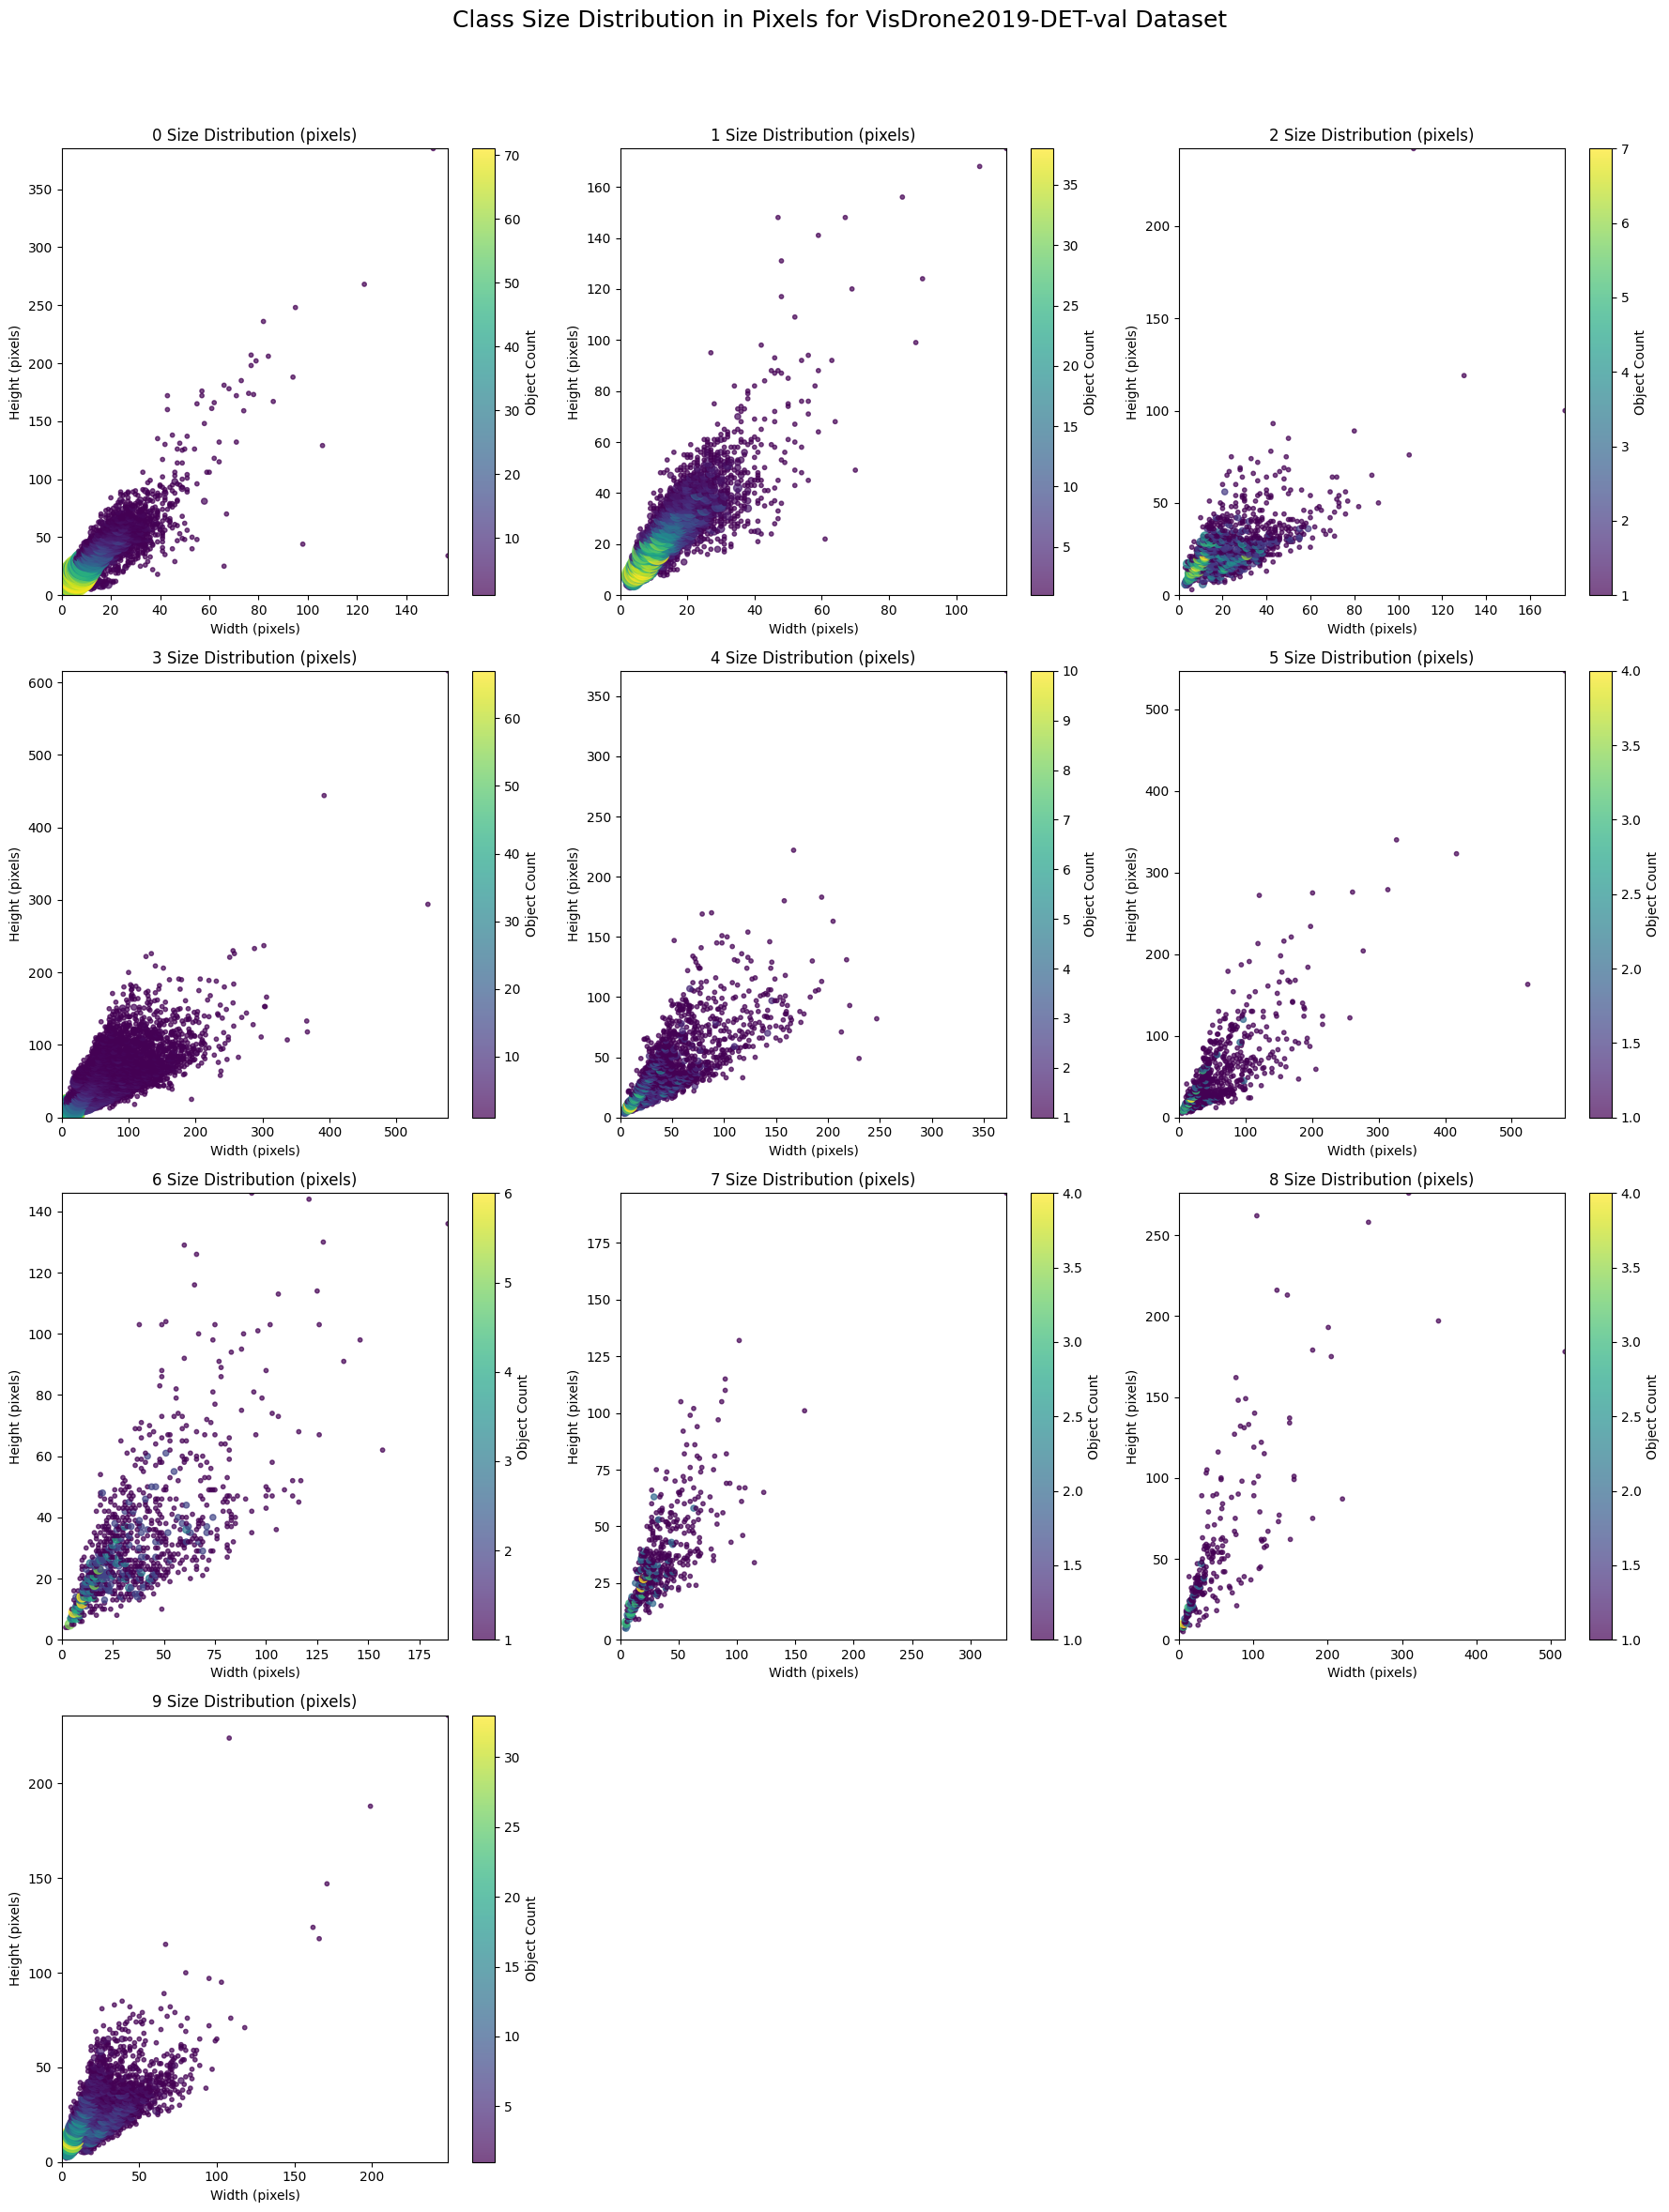 Class Size Distribution in Pixels for VisDrone2019-DET-val Dataset
0 Size Distribution (pixels)
Height (pixels)
0
50
100
150
200
250
300
350
0 20 40 60 80 100 120 140
Width (pixels)
10
20
30
40
50
60
70
Object Count
1 Size Distribution (pixels)
Height (pixels)
0
20
40
60
80
100
120
140
160
0 20 40 60 80 100
Width (pixels)
5
10
15
20
25
30
35
Object Count
2 Size Distribution (pixels)
Height (pixels)
0
50
100
150
200
0 20 40 60 80 100 120 140 160
Width (pixels)
1
2
3
4
5
6
7
Object Count
3 Size Distribution (pixels)
Height (pixels)
0
100
200
300
400
500
600
0 100 200 300 400 500
Width (pixels)
10
20
30
40
50
60
Object Count
4 Size Distribution (pixels)
Height (pixels)
0
50
100
150
200
250
300
350
0 50 100 150 200 250 300 350
Width (pixels)
1
2
3
4
5
6
7
8
9
10
Object Count
5 Size Distribution (pixels)
Height (pixels)
0
100
200
300
400
500
0 100 200 300 400 500
Width (pixels)
1.0
1.5
2.0
2.5
3.0
3.5
4.0
Object Count
6 Size Distribution (pixels)
Height (pixels)
0
20
40
60
80
100
120
140
0 25 50 75 100 125 150 175
Width (pixels)
1
2
3
4
5
6
Object Count
7 Size Distribution (pixels)
Height (pixels)
0
25
50
75
100
125
150
175
0 50 100 150 200 250 300
Width (pixels)
1.0
1.5
2.0
2.5
3.0
3.5
4.0
Object Count
8 Size Distribution (pixels)
Height (pixels)
0
50
100
150
200
250
0 100 200 300 400 500
Width (pixels)
1.0
1.5
2.0
2.5
3.0
3.5
4.0
Object Count
9 Size Distribution (pixels)
Height (pixels)
0
50
100
150
200
0 50 100 150 200
Width (pixels)
5
10
15
20
25
30
Object Count